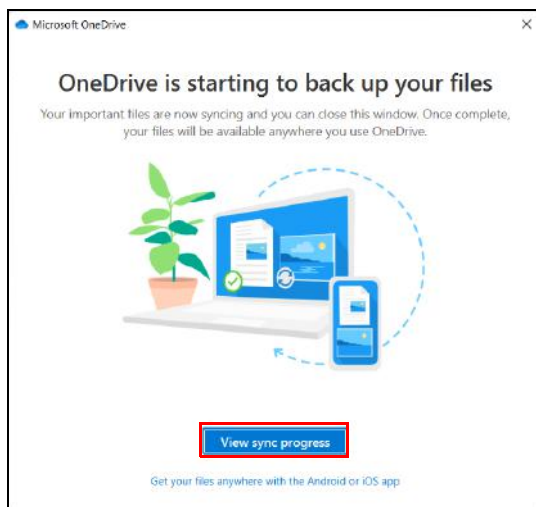 Microsoft OneDrive
OneDrive is starting to back up your files
Your important files are now syncing and you can close this window. Once complete,
your files will be available anywhere you use OneDrive.
View sync progress
Get your files anywhere with the Android or iOS app